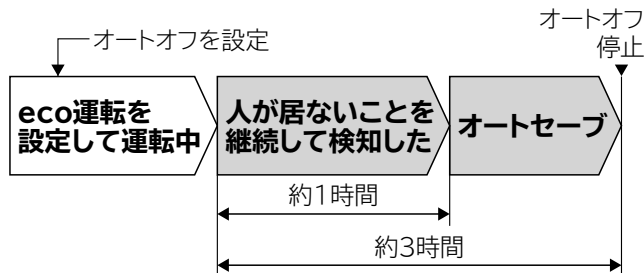 オートオフを設定
オートオフ
停止
eco運転を
設定して運転中
人が居ないことを
継続して検知した
オートセーブ
約1時間
約3時間